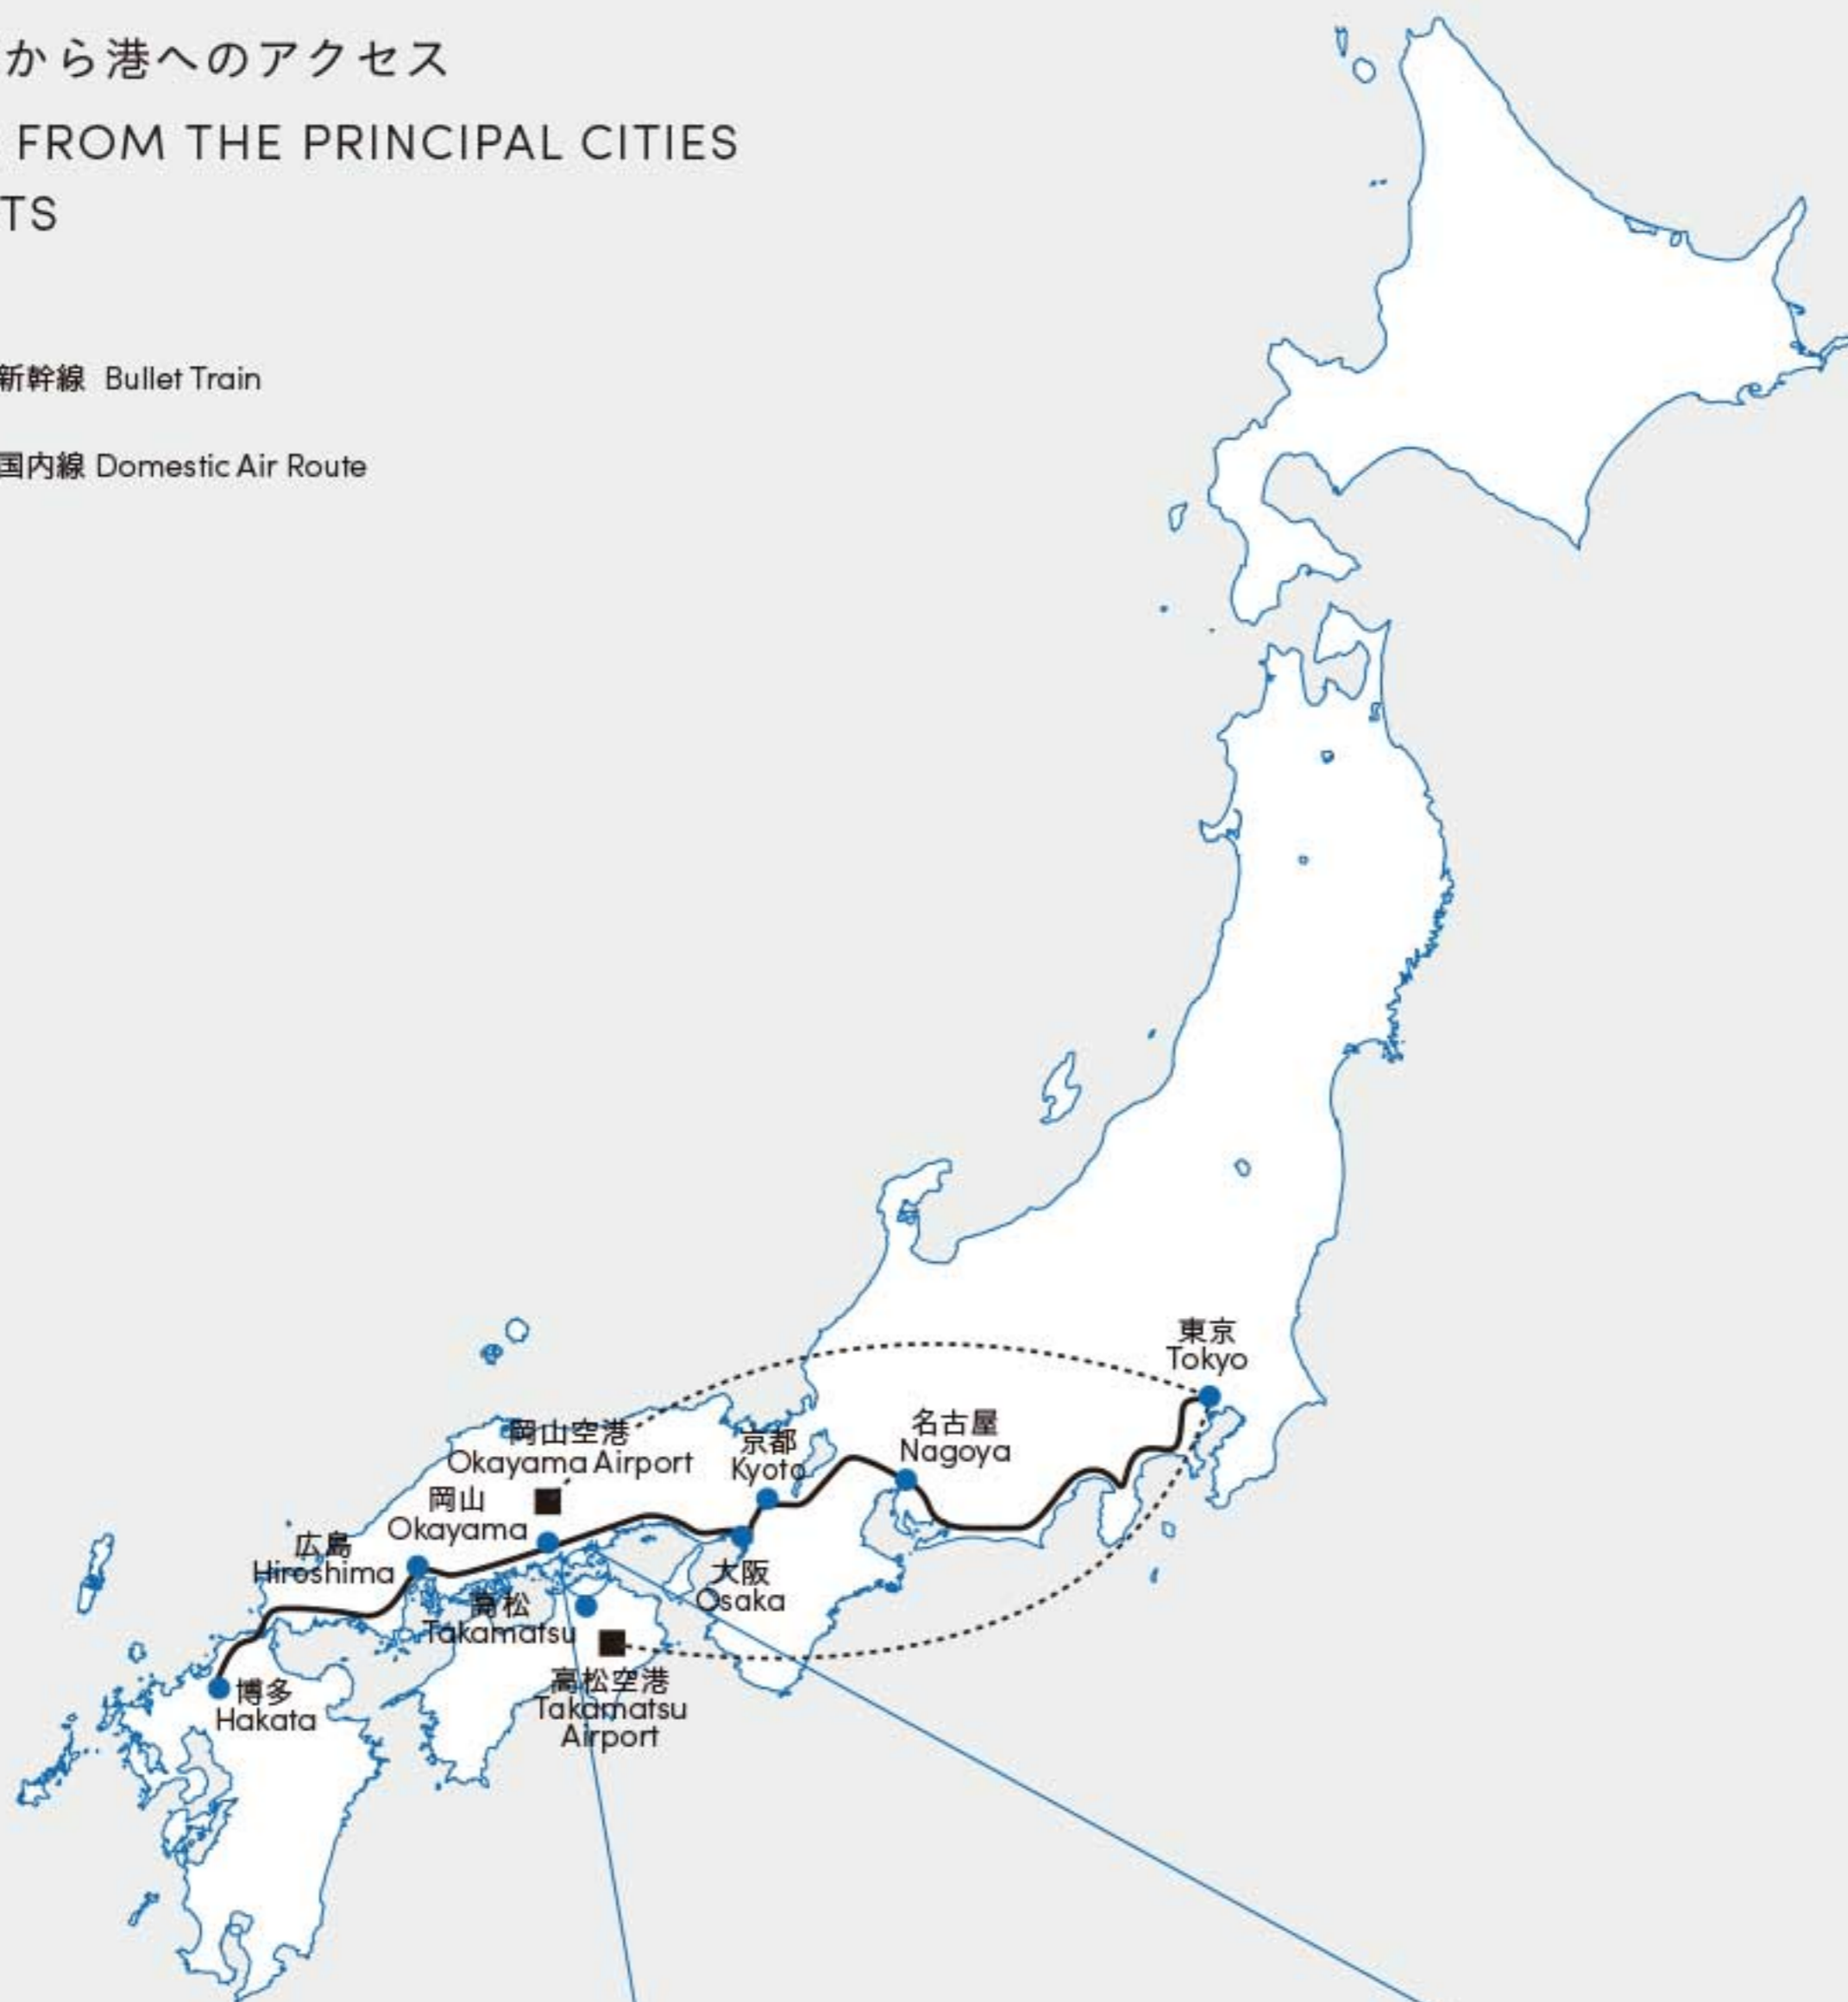 から港へのアクセス
FROM THE PRINCIPAL CITIES
TS
新幹線 Bullet Train
国内線 Domestic Air Route
東京
Tokyo
名古屋
Nagoya
岡山空港
Okayama Airport
京都
Kyoto
岡山
Okayama
広島
Hiroshima
大阪
Osaka
高松
Takamatsu
高松空港
Takamatsu
Airport
博多
Hakata